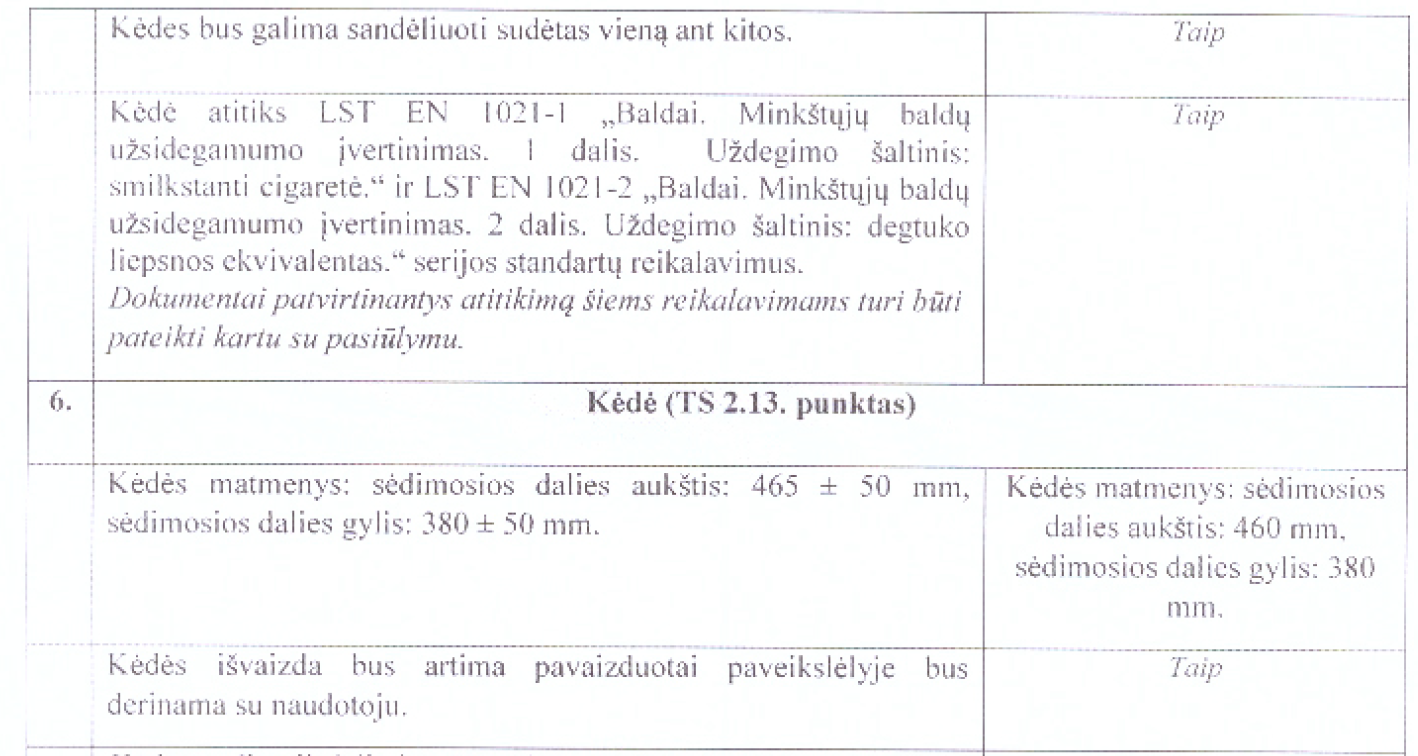 Kėdes bus galima sandėliuoti sudėtas vieną ant kitos.
Taip
Kėdė atitiks LST EN 1021-1 „Baldai. Minkštųjų baldų
užsidegamumo įvertinimas. 1 dalis. Uždegimo šaltinis:
smilkstanti cigaretė.“ ir LST EN 1021-2 „Baldai. Minkštųjų baldų
užsidegamumo įvertinimas. 2 dalis. Uždegimo šaltinis: degtuko
liepsnos ekvivalentas.“ serijos standartų reikalavimus.
Dokumentai patvirtinantys atitikimą šiems reikalavimams turi būti
pateikti kartu su pasiūlymu.
Taip
6.
Kėdė (TS 2.13. punktas)
Kėdės matmenys: sėdimosios dalies aukštis: 465 ± 50 mm,
sėdimosios dalies gylis: 380 ± 50 mm.
Kėdės matmenys: sėdimosios
dalies aukštis: 460 mm,
sėdimosios dalies gylis: 380
mm.
Kėdės išvaizda bus artima pavaizduotai paveikslėlyje bus
derinama su naudotoju.
Taip